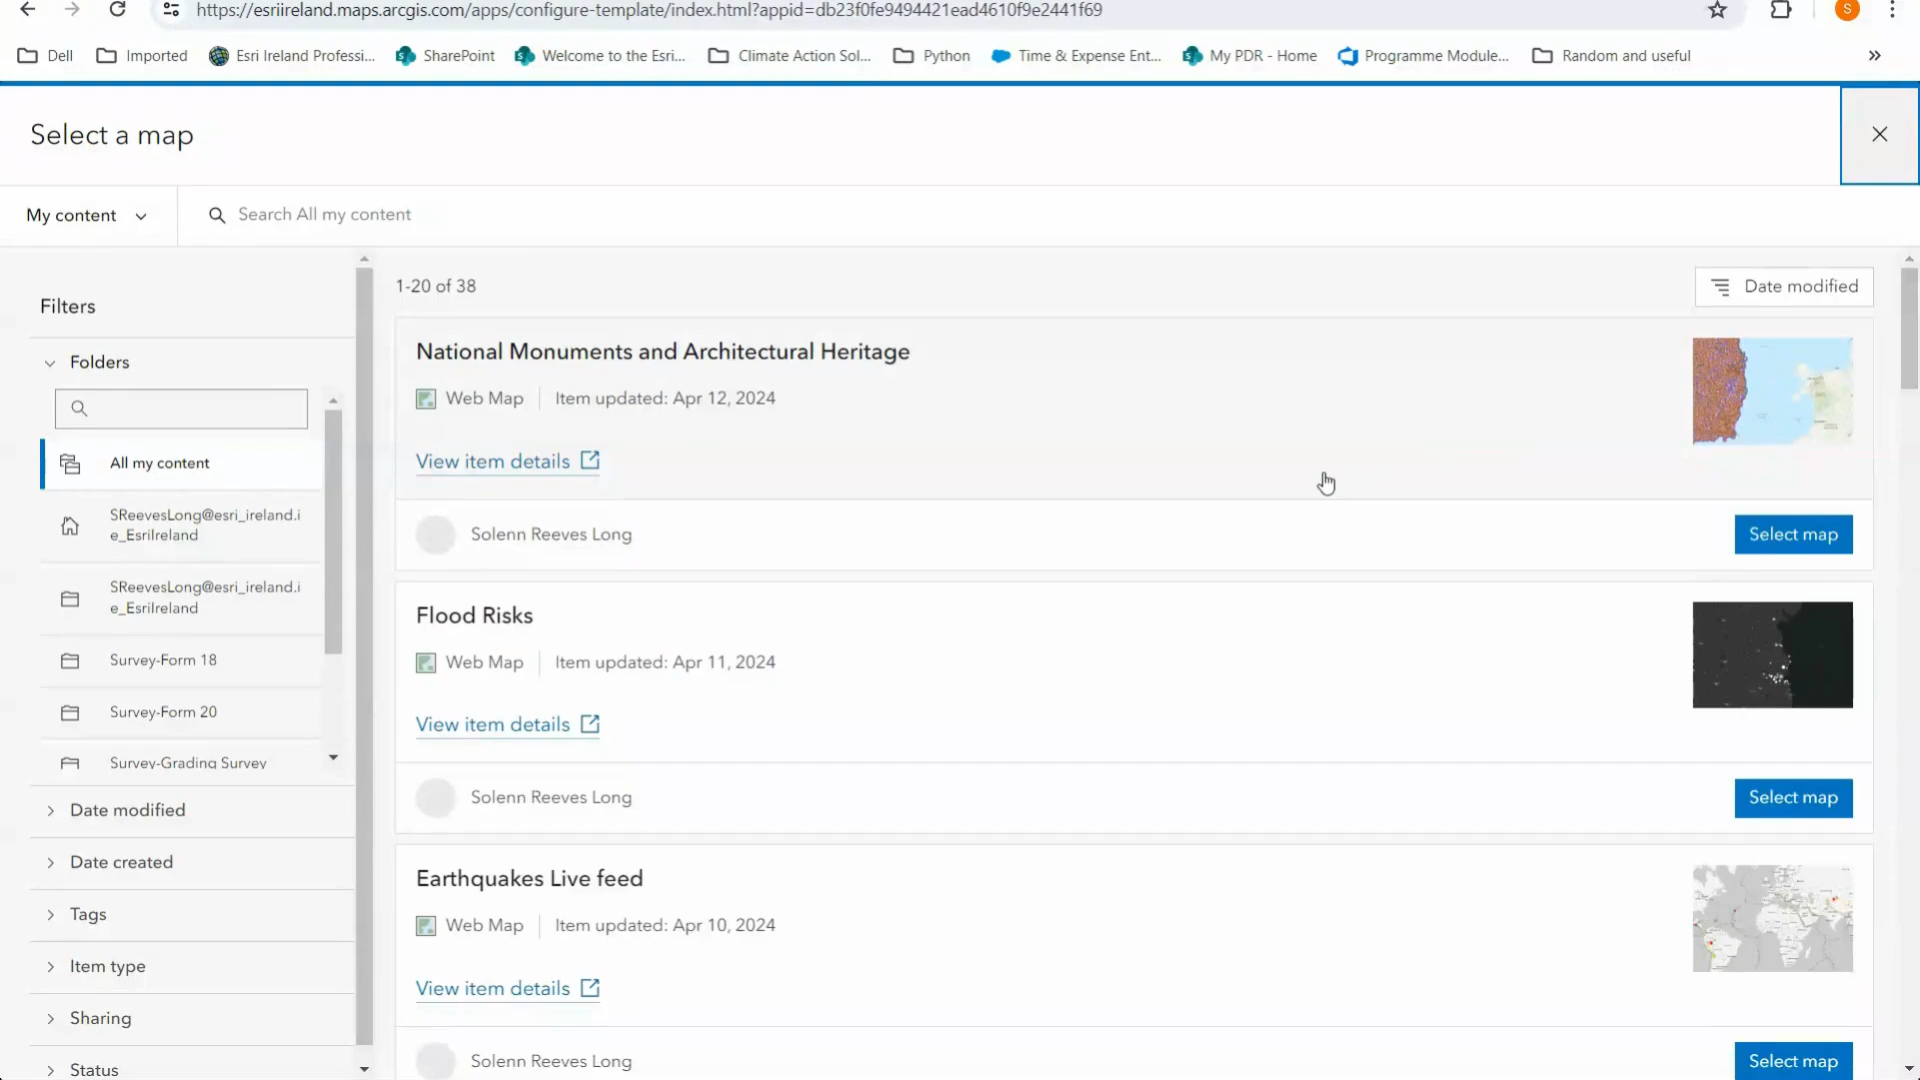 https://esriireland.maps.arcgis.com/apps/configure-template/index.html?appid=db23f0fe9494421ead4610f9e2441f69
S
Dell
Imported
Esri Ireland Professi...
SharePoint
Welcome to the Esri...
Climate Action Sol...
Python
Time & Expense Ent...
My PDR - Home
Programme Module...
Random and useful
Select a map
My content
Search All my content
Filters
Folders
All my content
SReevesLong@esri_ireland.i
e_EsriIreland
SReevesLong@esri_ireland.i
e_EsriIreland
Survey-Form 18
Survey-Form 20
Survey-Grading Survey
Date modified
Date created
Tags
Item type
Sharing
Status
1-20 of 38
Date modified
National Monuments and Architectural Heritage
Web Map
Item updated: Apr 12, 2024
View item details
Solenn Reeves Long
Select map
Flood Risks
Web Map
Item updated: Apr 11, 2024
View item details
Solenn Reeves Long
Select map
Earthquakes Live feed
Web Map
Item updated: Apr 10, 2024
View item details
Solenn Reeves Long
Select map